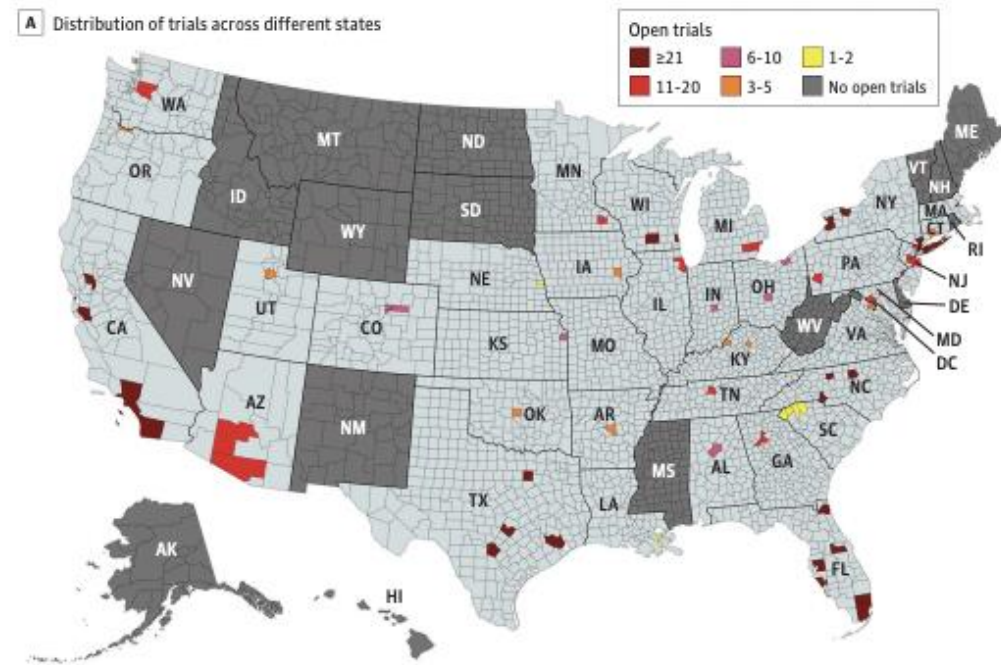 A Distribution of trials across different states
Open trials
≥21 6-10 1-2
11-20 3-5 No open trials
WA
MT
ND
ME
OR
ID
MN
VT
NH
WI
NY
SD
MA
MI
CT
RI
WY
IA
PA
NE
NV
NJ
IL
IN
OH
UT
DE
CO
CA
WV
VA
MD
KS
MO
KY
DC
NC
TN
AZ
OK
AR
NM
SC
MS
AL
GA
TX
LA
AK
FL
HI